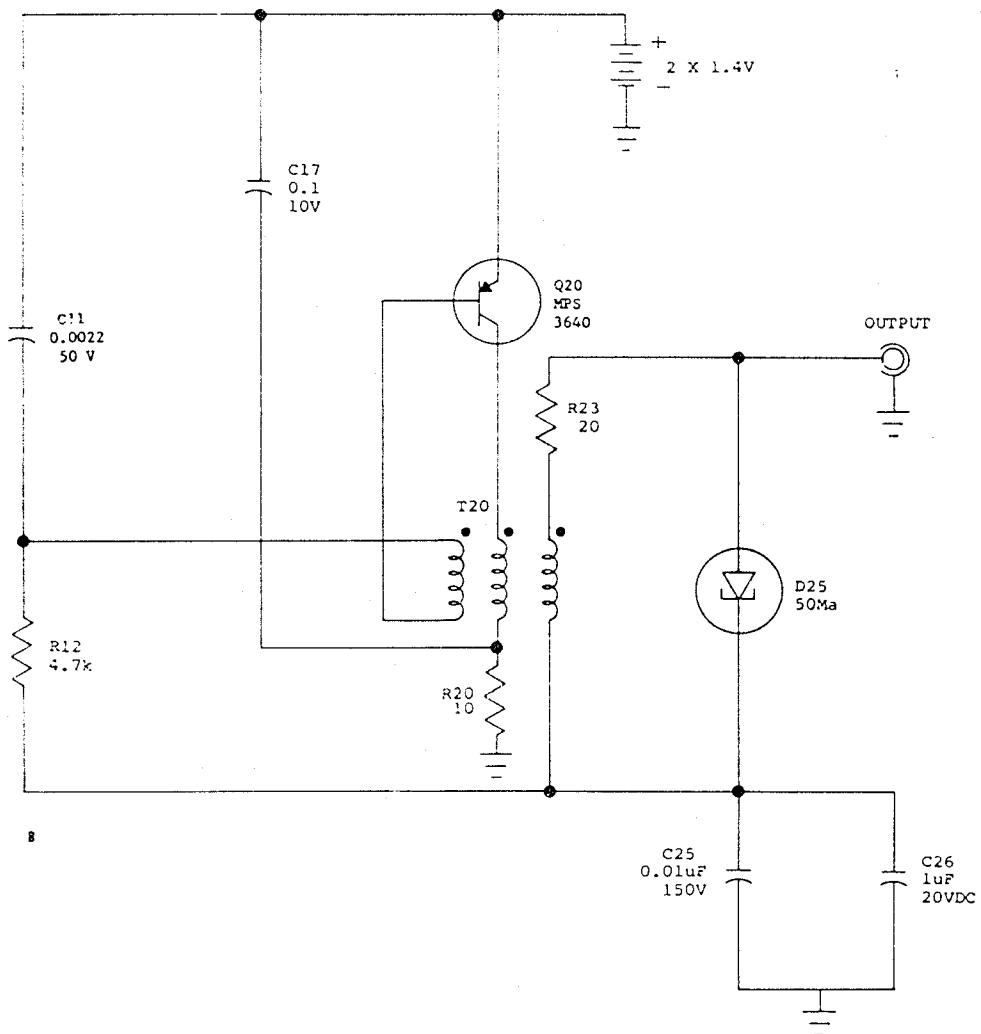 +
2 X 1.4V
−
C17
0.1
10V
C11
0.0022
50 V
Q20
MPS
3640
OUTPUT
R23
20
T20
D25
50Ma
R12
4.7k
R20
10
B
C25
0.01uF
150V
C26
1uF
20VDC